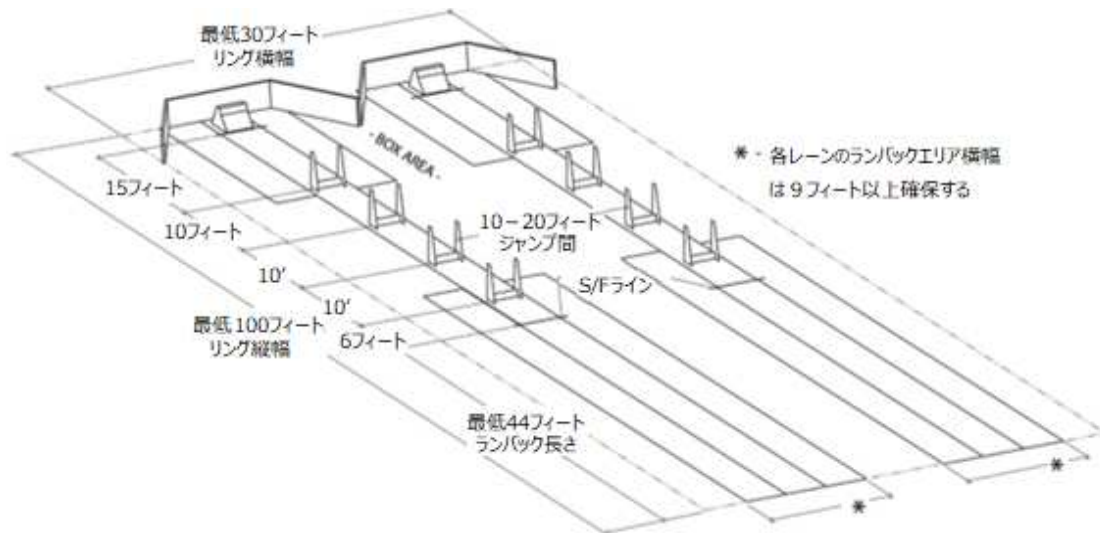 最低30フィート
リング横幅
- BOX AREA -
* - 各レーンのランバックエリア横幅
は9フィート以上確保する
15フィート
10フィート
10－20フィート
ジャンプ間
10'
S/Fライン
10'
最低100フィート
リング縦幅
6フィート
最低44フィート
ランバック長さ
*
*